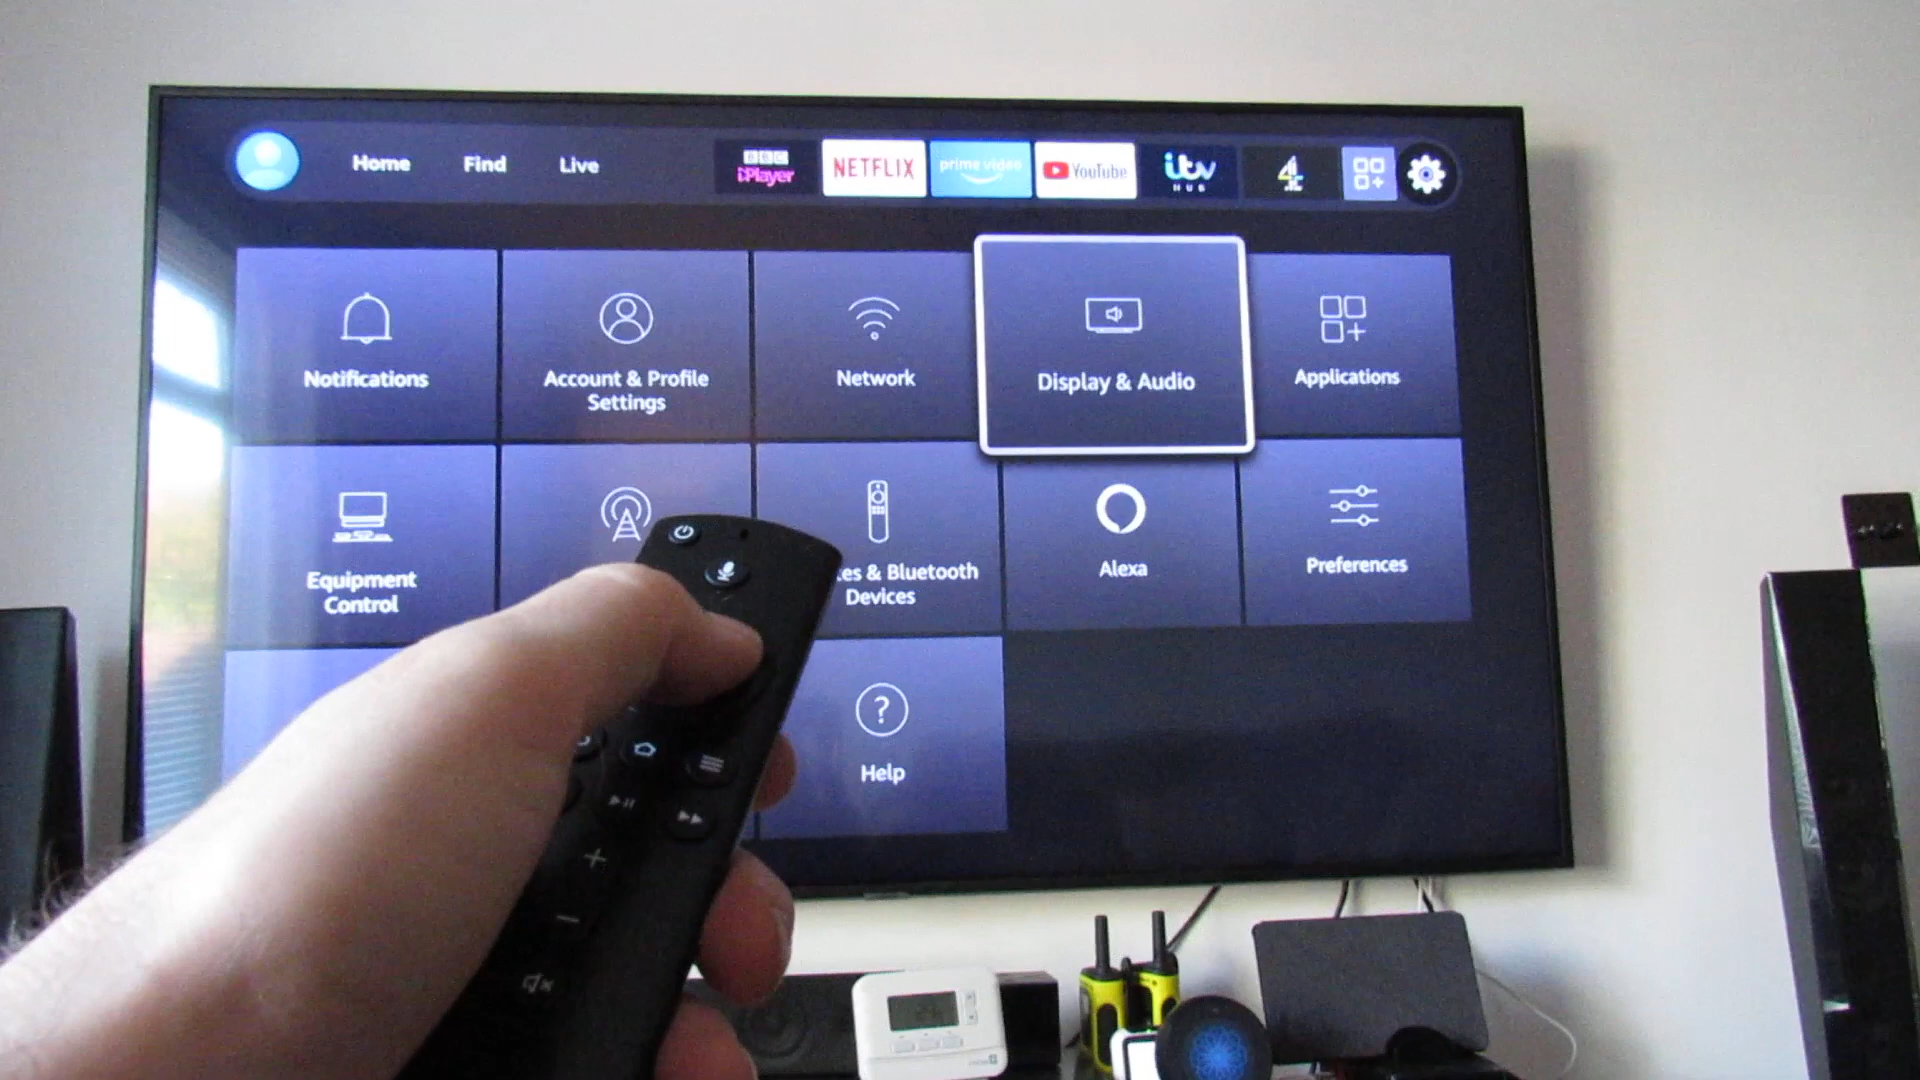 Home
Find
Live
BBC
iPlayer
NETFLIX
prime video
YouTube
itv
HUB
4
Notifications
Account & Profile
Settings
Network
Display & Audio
Applications
Equipment
Control
es & Bluetooth
Devices
Alexa
Preferences
Help